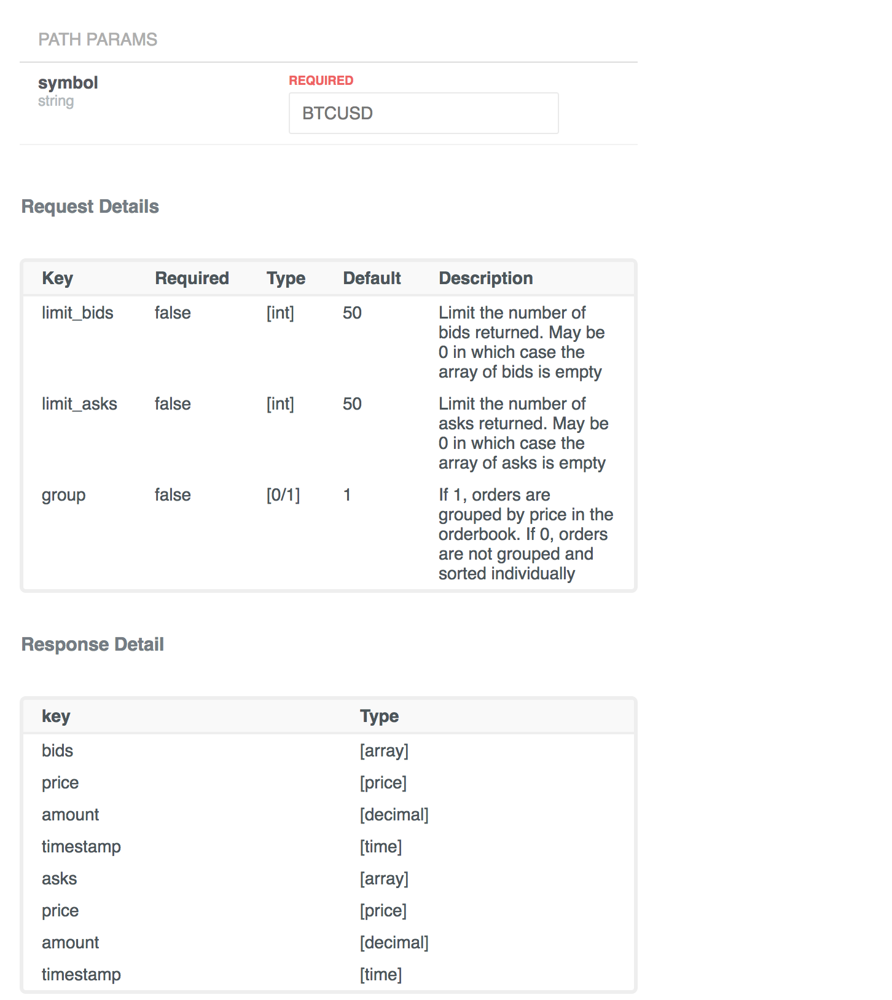 PATH PARAMS
symbol REQUIRED
string BTCUSD
Request Details
Key Required Type Default Description
limit_bids false [int] 50 Limit the number of
bids returned. May be
0 in which case the
array of bids is empty
limit_asks false [int] 50 Limit the number of
asks returned. May be
0 in which case the
array of asks is empty
group false [0/1] 1 If 1, orders are
grouped by price in the
orderbook. If 0, orders
are not grouped and
sorted individually
Response Detail
key Type
bids [array]
price [price]
amount [decimal]
timestamp [time]
asks [array]
price [price]
amount [decimal]
timestamp [time]